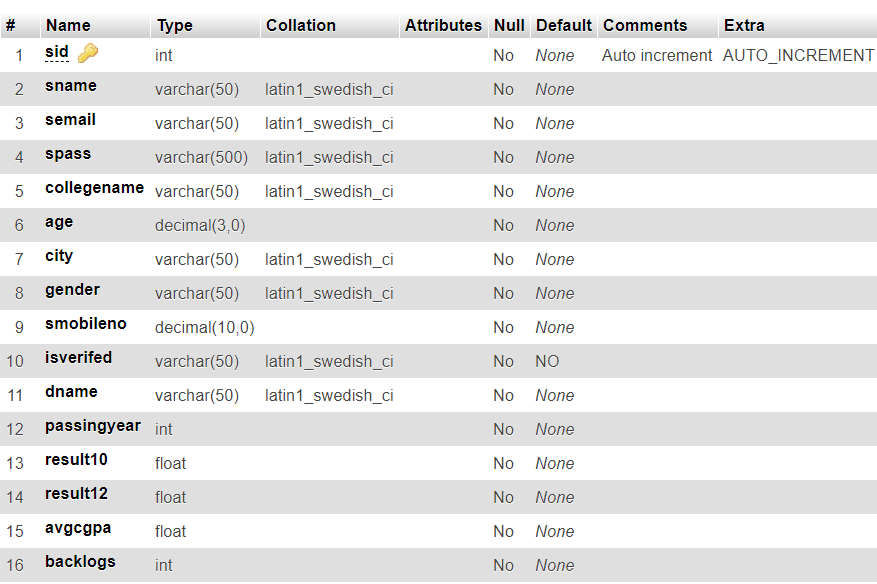 # Name Type Collation Attributes Null Default Comments Extra
1 sid int No None Auto increment AUTO_INCREMENT
2 sname varchar(50) latin1_swedish_ci No None
3 semail varchar(50) latin1_swedish_ci No None
4 spass varchar(500) latin1_swedish_ci No None
5 collegename varchar(50) latin1_swedish_ci No None
6 age decimal(3,0) No None
7 city varchar(50) latin1_swedish_ci No None
8 gender varchar(50) latin1_swedish_ci No None
9 smobileno decimal(10,0) No None
10 isverifed varchar(50) latin1_swedish_ci No NO
11 dname varchar(50) latin1_swedish_ci No None
12 passingyear int No None
13 result10 float No None
14 result12 float No None
15 avgcgpa float No None
16 backlogs int No None